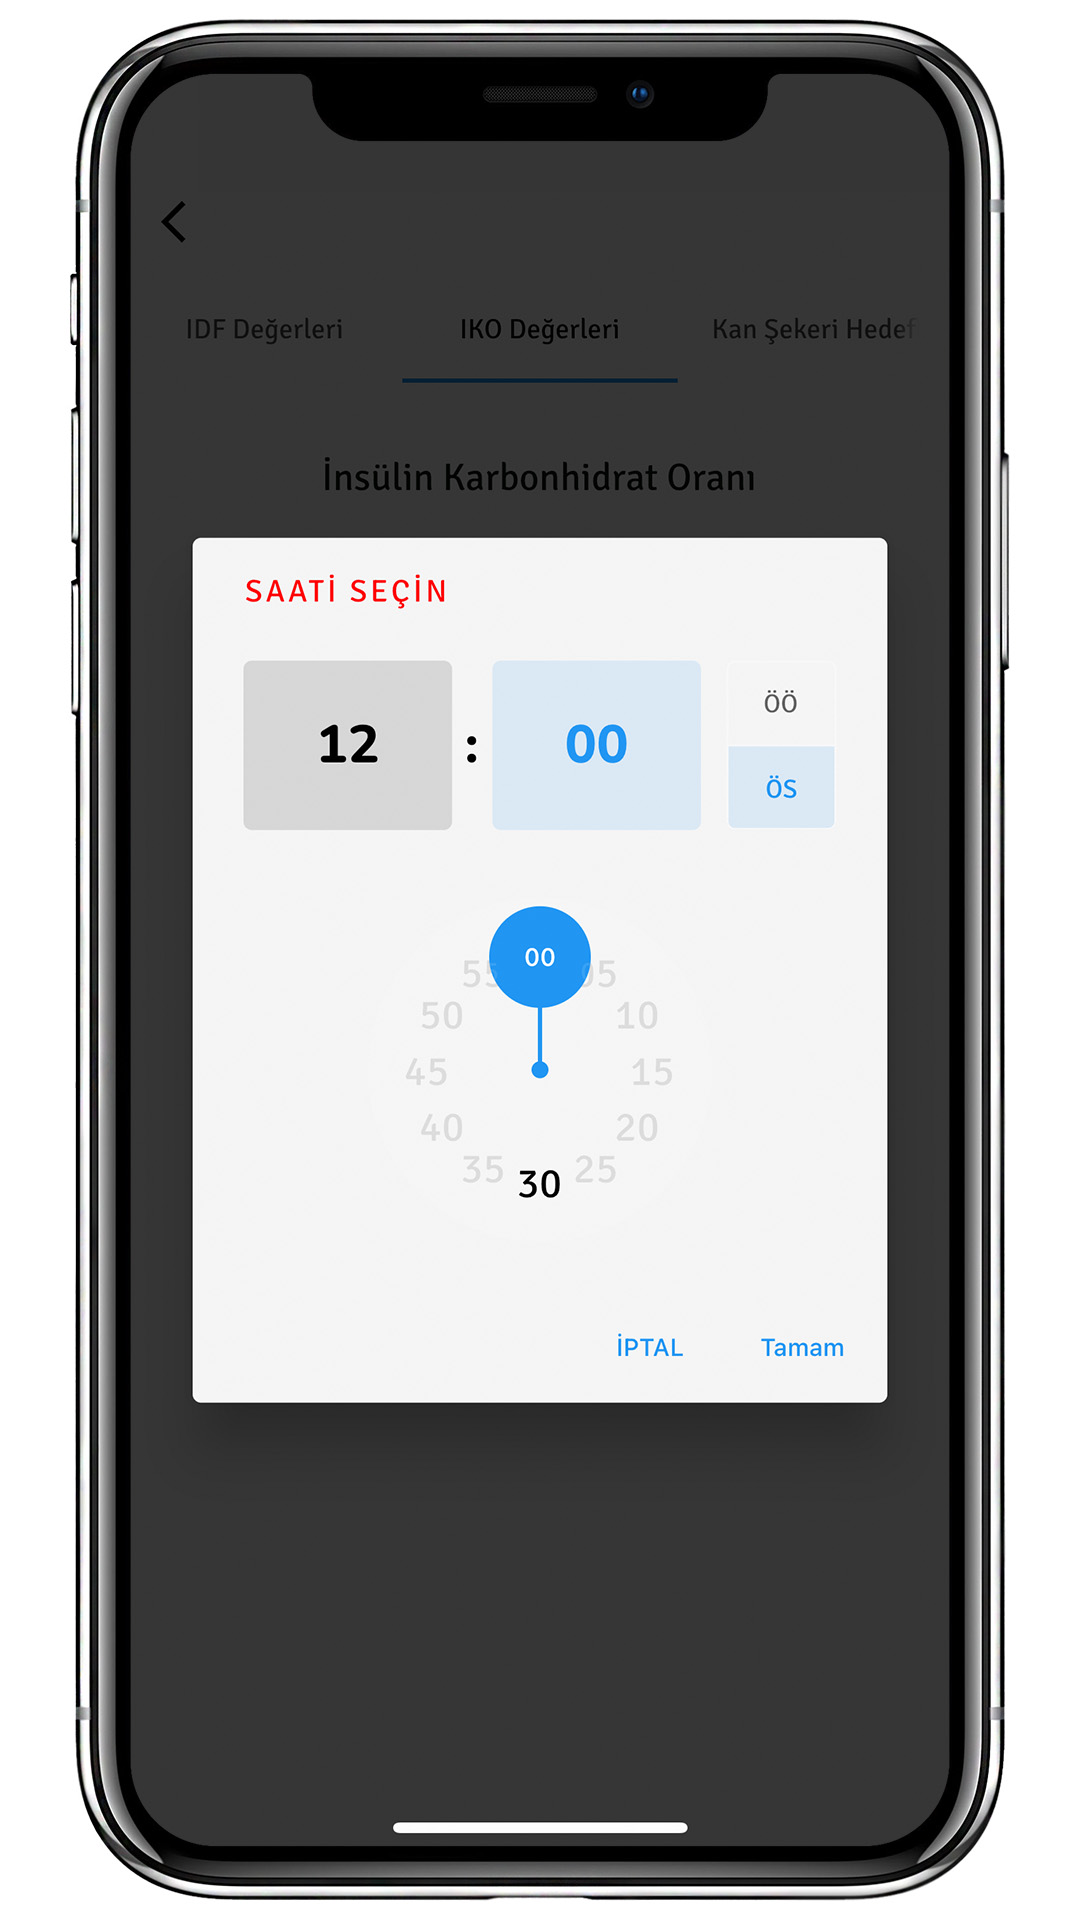 IDF Değerleri IKO Değerleri Kan Şekeri Hedef
İnsülin Karbonhidrat Oranı
SAATİ SEÇİN
12 : 00
ÖÖ
ÖS
00
55 05
50 10
45 15
40 20
35 30 25
İPTAL Tamam